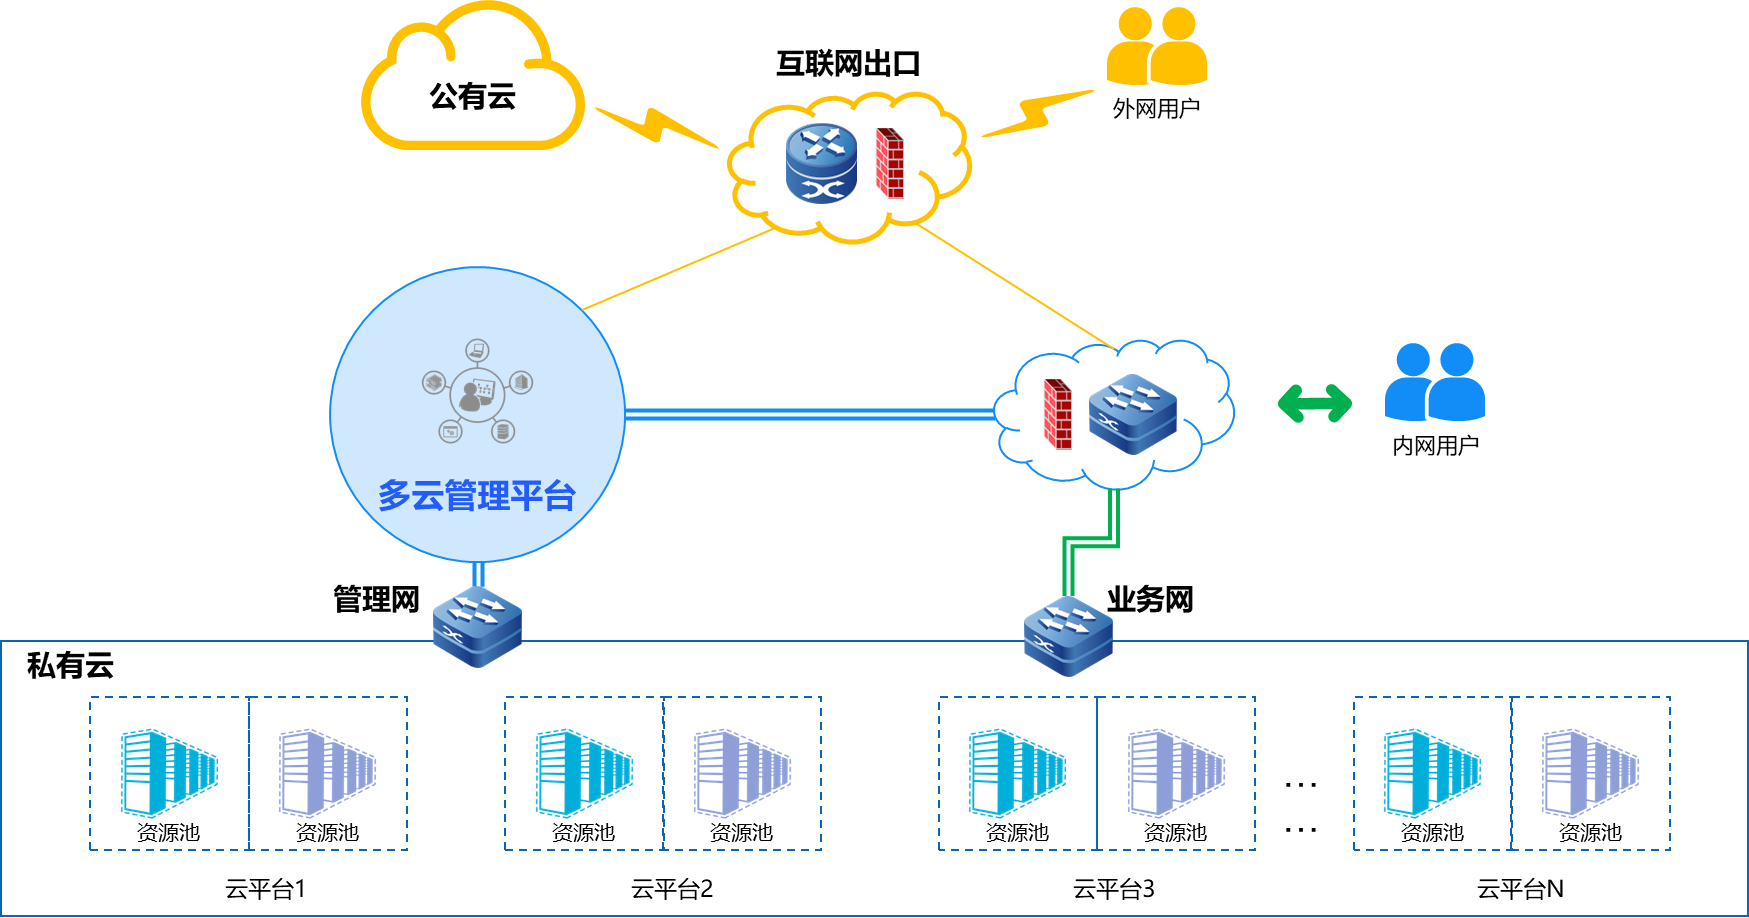 公有云
互联网出口
外网用户
多云管理平台
内网用户
管理网
业务网
私有云
资源池
资源池
资源池
资源池
资源池
资源池
...
...
资源池
资源池
云平台1
云平台2
云平台3
云平台N